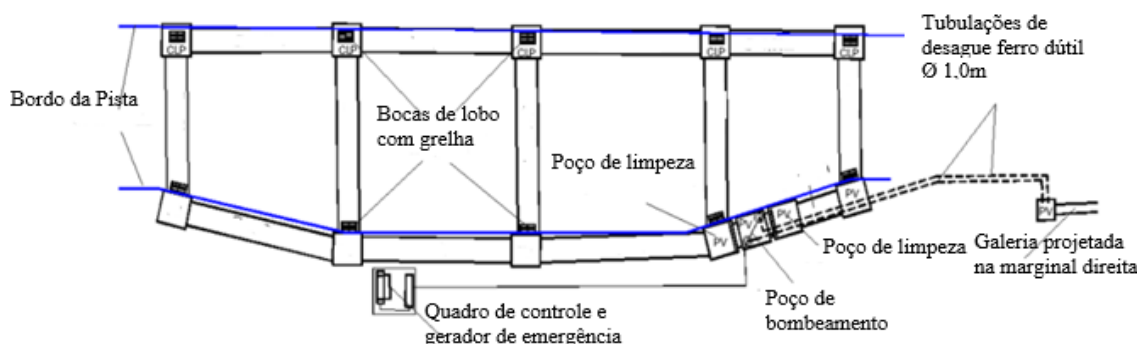 Tubulações de
desague ferro dútil
Ø 1,0m
CLP
CLP
CLP
CLP
CLP
Bordo da Pista
Bocas de lobo
com grelha
Poço de limpeza
PV
PV
PV
PV
PV
Poço de limpeza
Galeria projetada
na marginal direita
Poço de
bombeamento
Quadro de controle e
gerador de emergência